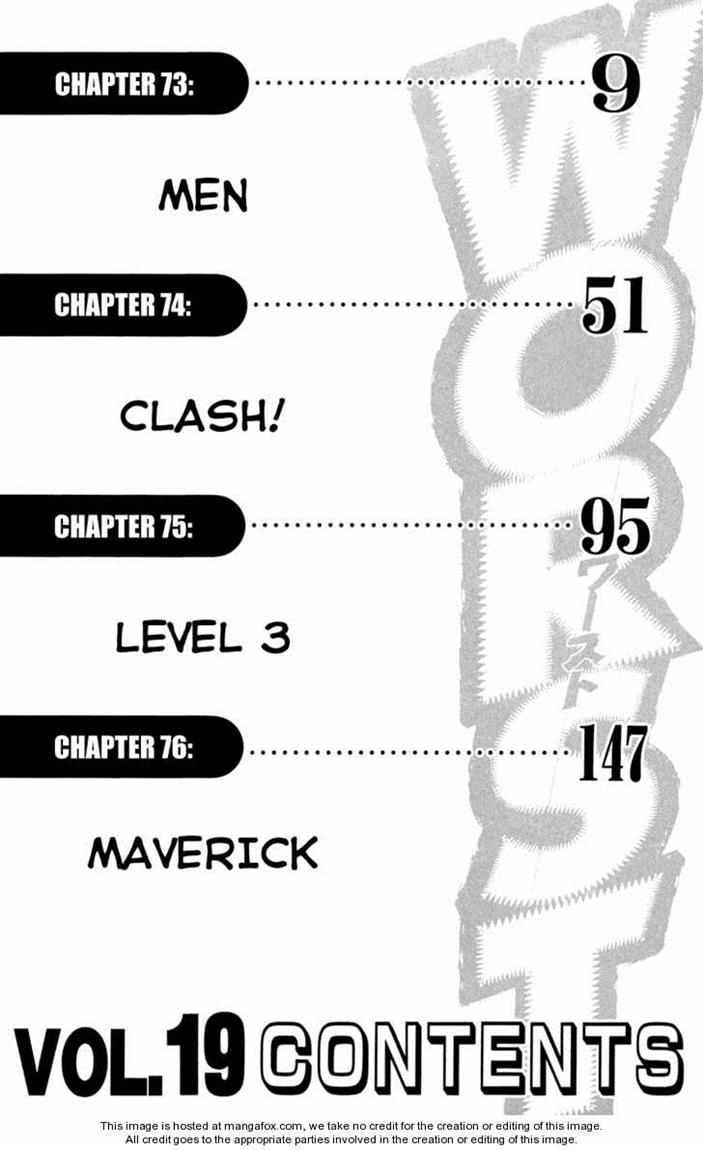 CHAPTER 73: 9
MEN
CHAPTER 74: 51
CLASH!
CHAPTER 75: 95
LEVEL 3
CHAPTER 76: 147
MAVERICK
WORST
ワースト
VOL.19 CONTENTS
This image is hosted at mangafox.com, we take no credit for the creation or editing of this image.
All credit goes to the appropriate parties involved in the creation or editing of this image.